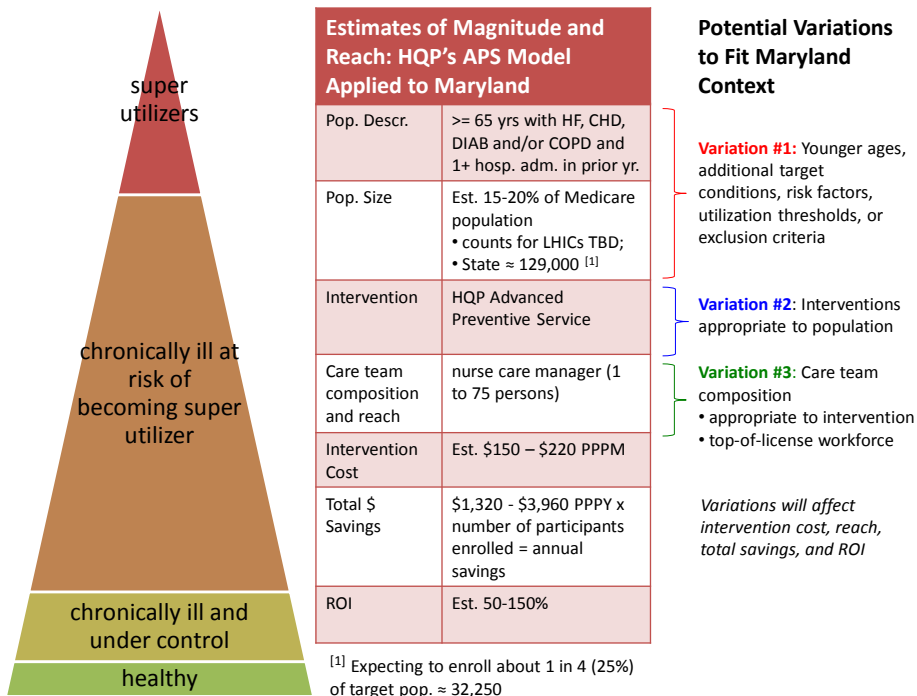 super
utilizers
chronically ill at
risk of
becoming super
utilizer
chronically ill and
under control
healthy
Estimates of Magnitude and
Reach: HQP's APS Model
Applied to Maryland
Pop. Descr.
>= 65 yrs with HF, CHD,
DIAB and/or COPD and
1+ hosp. adm. in prior yr.
Pop. Size
Est. 15-20% of Medicare
population
• counts for LHICs TBD;
• State ≈ 129,000 [1]
Intervention
HQP Advanced
Preventive Service
Care team
composition
and reach
nurse care manager (1
to 75 persons)
Intervention
Cost
Est. $150 – $220 PPPM
Total $
Savings
$1,320 - $3,960 PPPY x
number of participants
enrolled = annual
savings
ROI
Est. 50-150%
[1] Expecting to enroll about 1 in 4 (25%)
of target pop. ≈ 32,250
Potential Variations
to Fit Maryland
Context
Variation #1: Younger ages,
additional target
conditions, risk factors,
utilization thresholds, or
exclusion criteria
Variation #2: Interventions
appropriate to population
Variation #3: Care team
composition
• appropriate to intervention
• top-of-license workforce
Variations will affect
intervention cost, reach,
total savings, and ROI